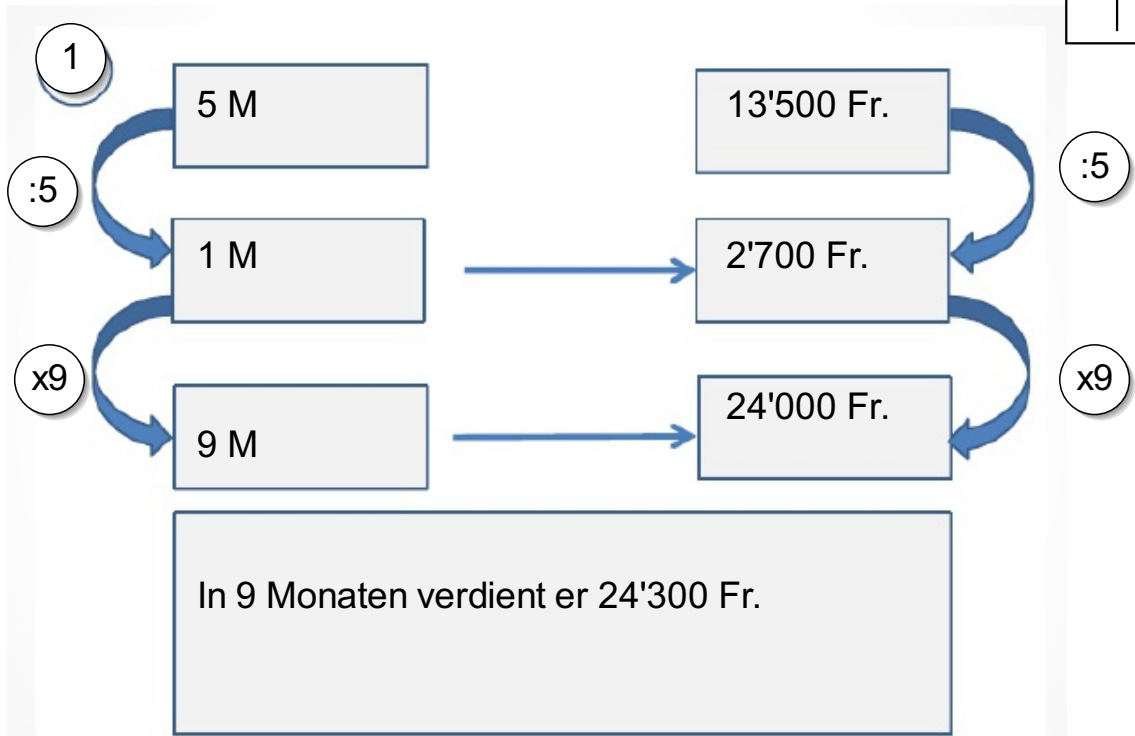 1
5 M
13'500 Fr.
:5
:5
1 M
2'700 Fr.
x9
x9
9 M
24'000 Fr.
In 9 Monaten verdient er 24'300 Fr.